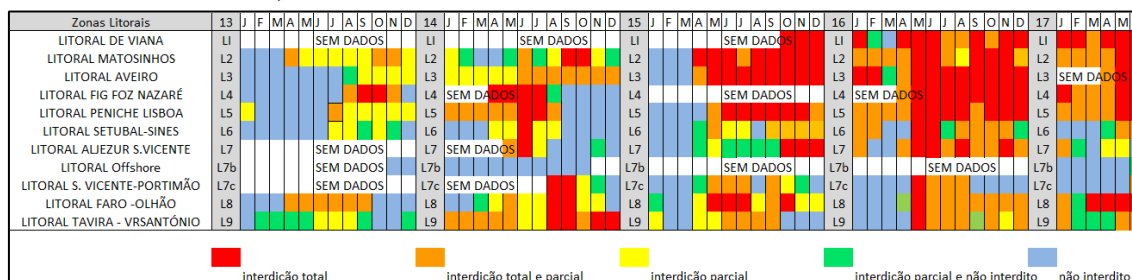 Zonas Litorais 13 J F M A M J J A S O N D 14 J F M A M J J A S O N D 15 J F M A M J J A S O N D 16 J F M A M J J A S O N D 17 J F M A M
LITORAL DE VIANA LI SEM DADOS LI SEM DADOS LI SEM DADOS LI LI
LITORAL MATOSINHOS L2 L2 L2 L2 L2
LITORAL AVEIRO L3 L3 L3 L3 L3 SEM DADOS
LITORAL FIG FOZ NAZARÉ L4 L4 SEM DADOS L4 SEM DADOS L4 SEM DADOS L4
LITORAL PENICHE LISBOA L5 L5 L5 L5 L5
LITORAL SETUBAL-SINES L6 L6 L6 L6 L6
LITORAL ALJEZUR S.VICENTE L7 SEM DADOS L7 SEM DADOS L7 L7 L7
LITORAL Offshore L7b SEM DADOS L7b L7b SEM DADOS L7b SEM DADOS L7b
LITORAL S. VICENTE-PORTIMÃO L7c SEM DADOS L7c SEM DADOS L7c L7c L7c
LITORAL FARO -OLHÃO L8 L8 L8 L8 L8
LITORAL TAVIRA - VRSANTÓNIO L9 L9 L9 L9 L9
interdição total interdição total e parcial interdição parcial interdição parcial e não interdito não interdito